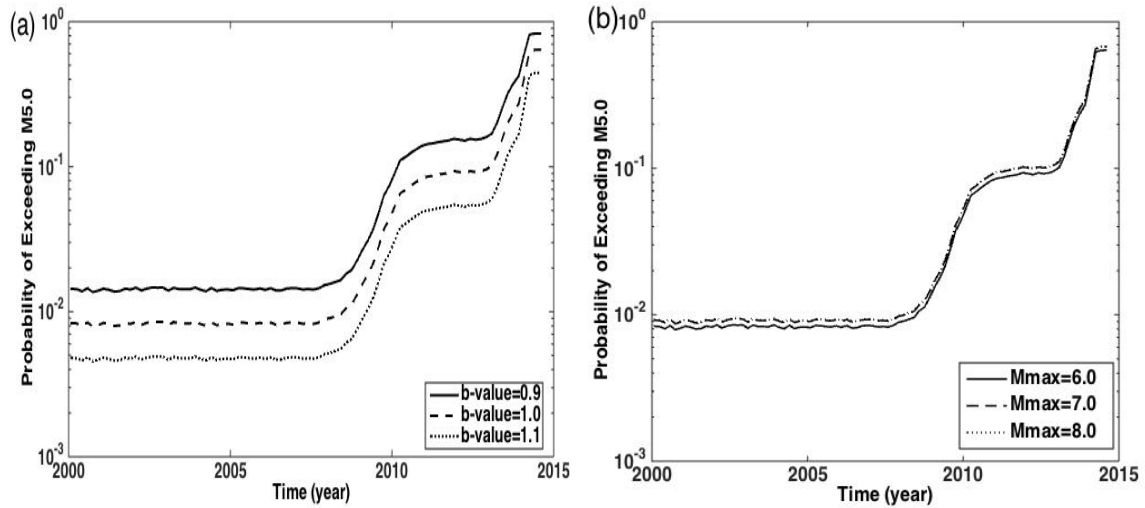 (a)
Probability of Exceeding M5.0
10^0
10^-1
10^-2
10^-3
2000 2005 2010 2015
Time (year)
b-value=0.9
b-value=1.0
b-value=1.1
(b)
Probability of Exceeding M5.0
10^0
10^-1
10^-2
10^-3
2000 2005 2010 2015
Time (year)
Mmax=6.0
Mmax=7.0
Mmax=8.0